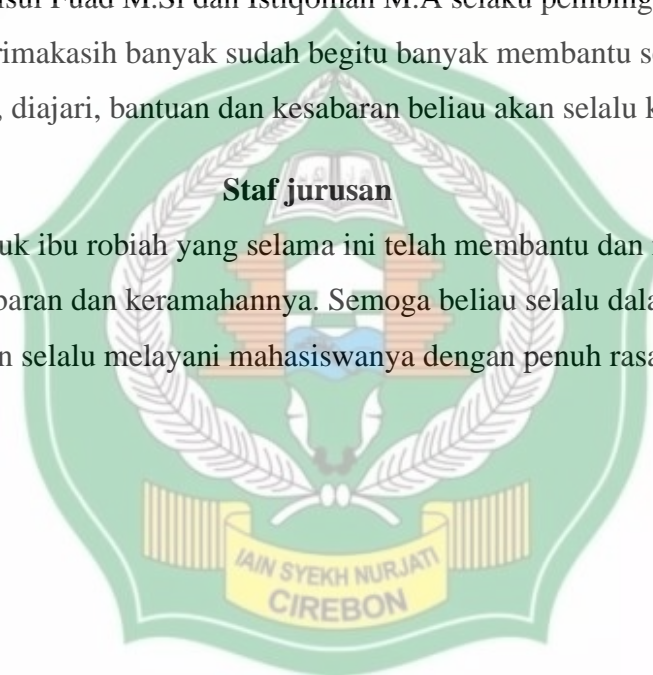 Fuad M.Si dan Istiqomah M.A selaku
rimakasih banyak sudah begitu banyak membantu
, diajari, bantuan dan kesabaran beliau akan selalu
Staf jurusan
uk ibu robiah yang selama ini telah membantu dan
baran dan keramahannya. Semoga beliau selalu
n selalu melayani mahasiswanya dengan penuh rasa
IAIN SYEKH NURJATI
CIREBON